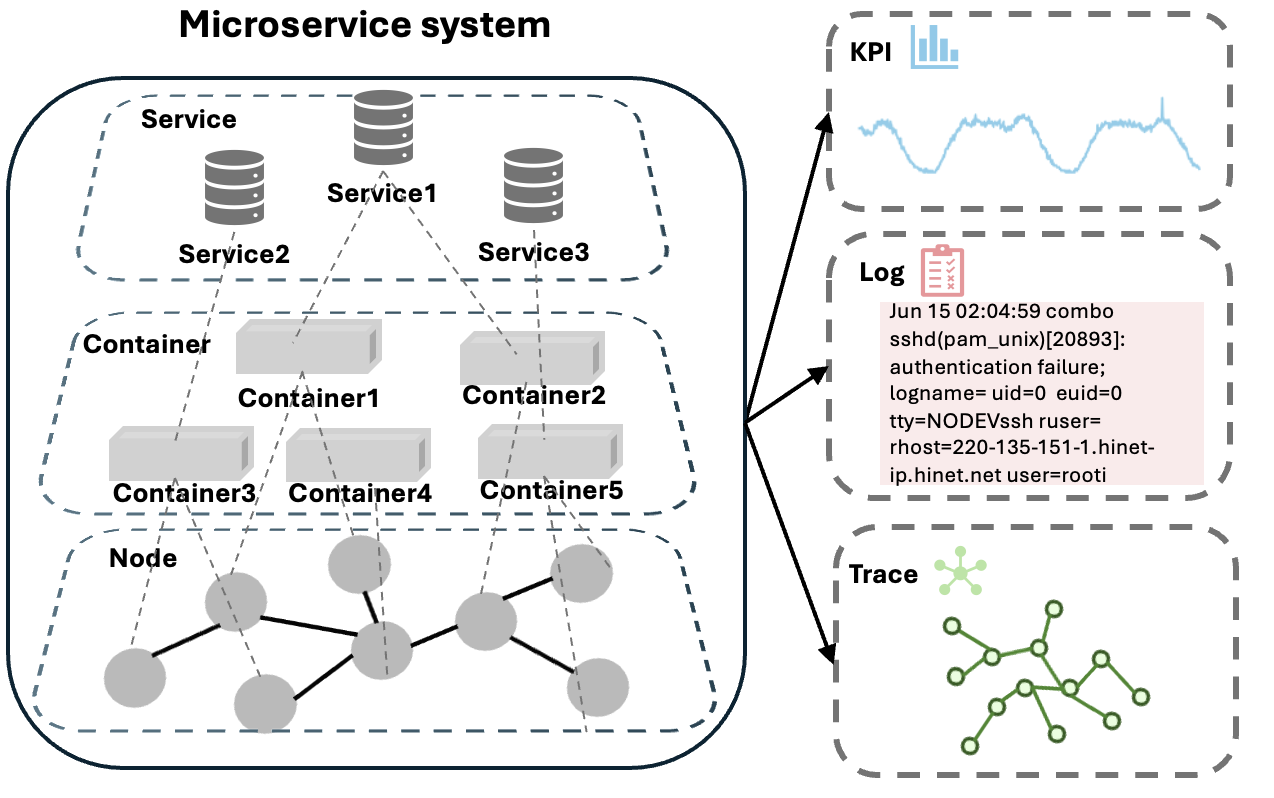 Microservice system
Service
Service1
Service2
Service3
Container
Container1
Container2
Container3
Container4
Container5
Node
KPI
Log
Jun 15 02:04:59 combo
sshd(pam_unix)[20893]:
authentication failure;
logname= uid=0 euid=0
tty=NODEVssh ruser=
rhost=220-135-151-1.hinet-
ip.hinet.net user=rooti
Trace